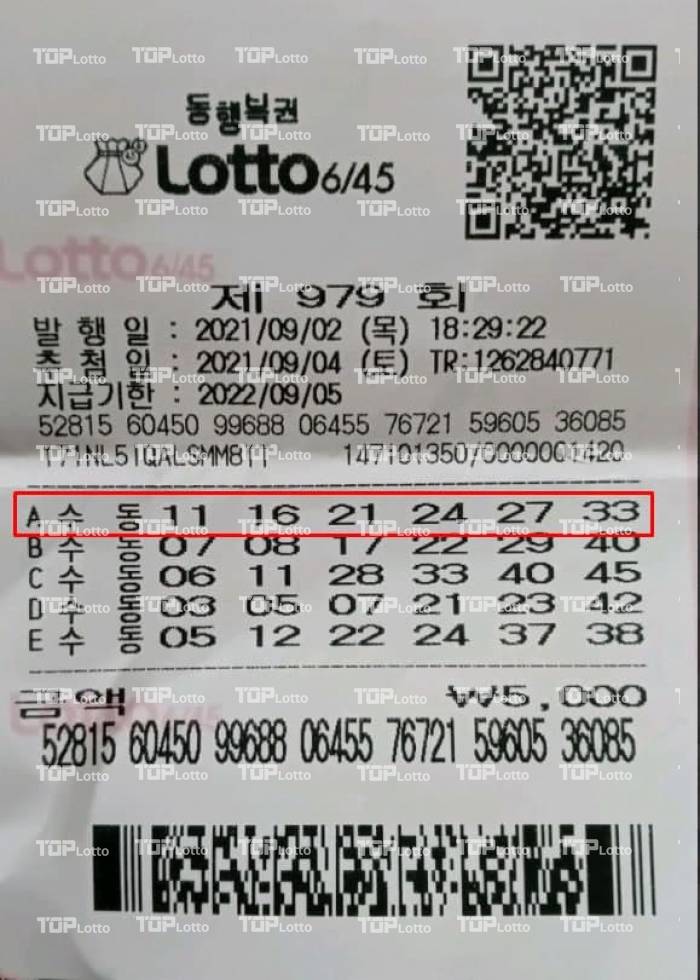 동행복권
Lotto 6/45
Lotto 6/45
제 979 회
발 행 일 : 2021/09/02 (목) 18:29:22
추 첨 일 : 2021/09/04 (토) TR:1262840771
지급기한 : 2022/09/05
52815 60450 99688 06455 76721 59605 36085
A 수 동 11 16 21 24 27 33
B 수 동 07 08 17 22 29 40
C 수 동 06 11 28 33 40 45
D 수 동 03 05 07 21 23 42
E 수 동 05 12 22 24 37 38
금액 ₩5,000
52815 60450 99688 06455 76721 59605 36085
TOPLotto